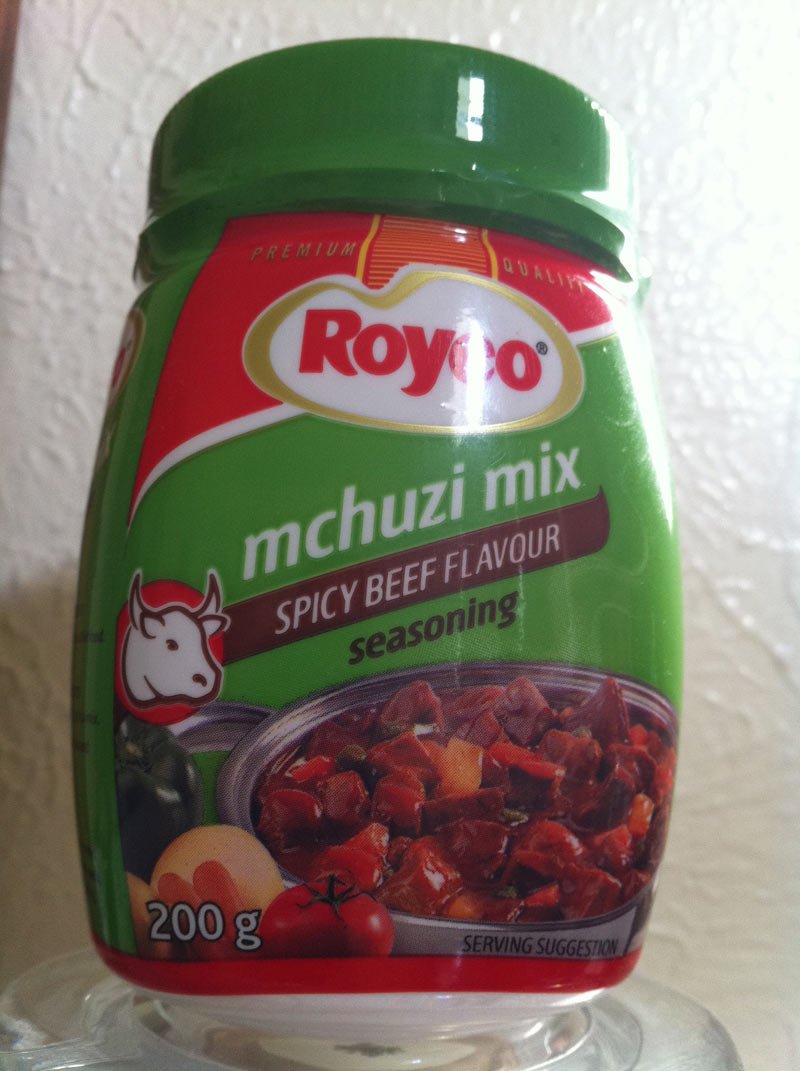 PREMIUM QUALITY
Royco®
mchuzi mix
SPICY BEEF FLAVOUR
seasoning
200 g
SERVING SUGGESTION